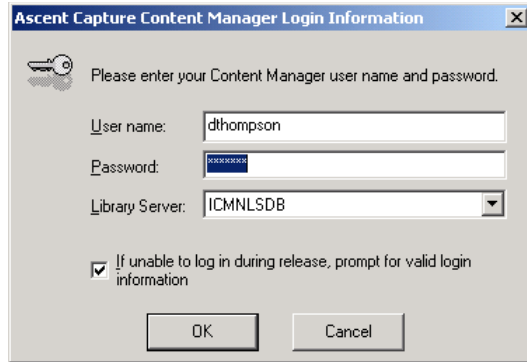 Ascent Capture Content Manager Login Information
Please enter your Content Manager user name and password.
User name: dthompson
Password: xxxxxxx
Library Server: ICMNLSDB
If unable to log in during release, prompt for valid login
information
OK Cancel